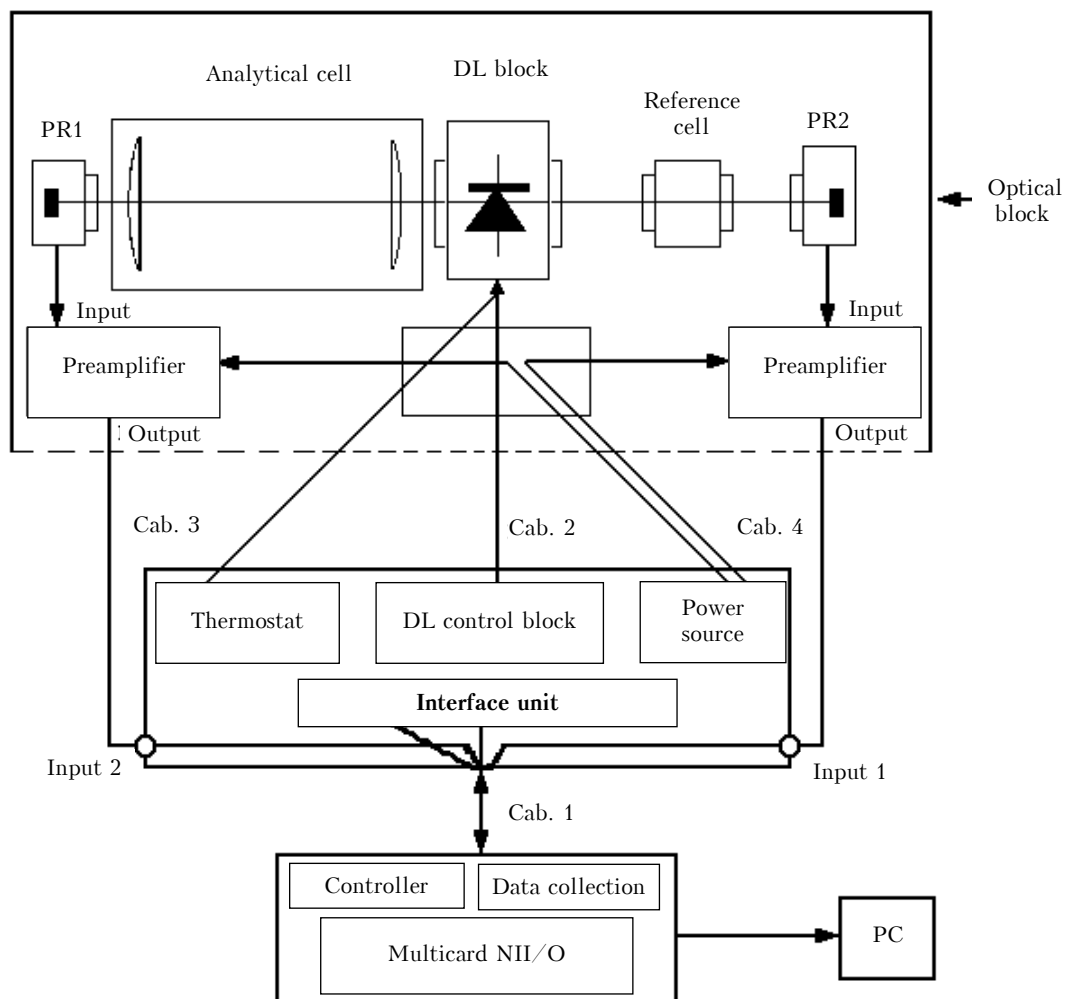 Analytical cell
DL block
Reference
cell
PR1
PR2
Optical
block
Input
Input
Preamplifier
Preamplifier
Output
Output
Cab. 3
Cab. 2
Cab. 4
Thermostat
DL control block
Power
source
Interface unit
Input 2
Input 1
Cab. 1
Controller
Data collection
Multicard NII/O
PC